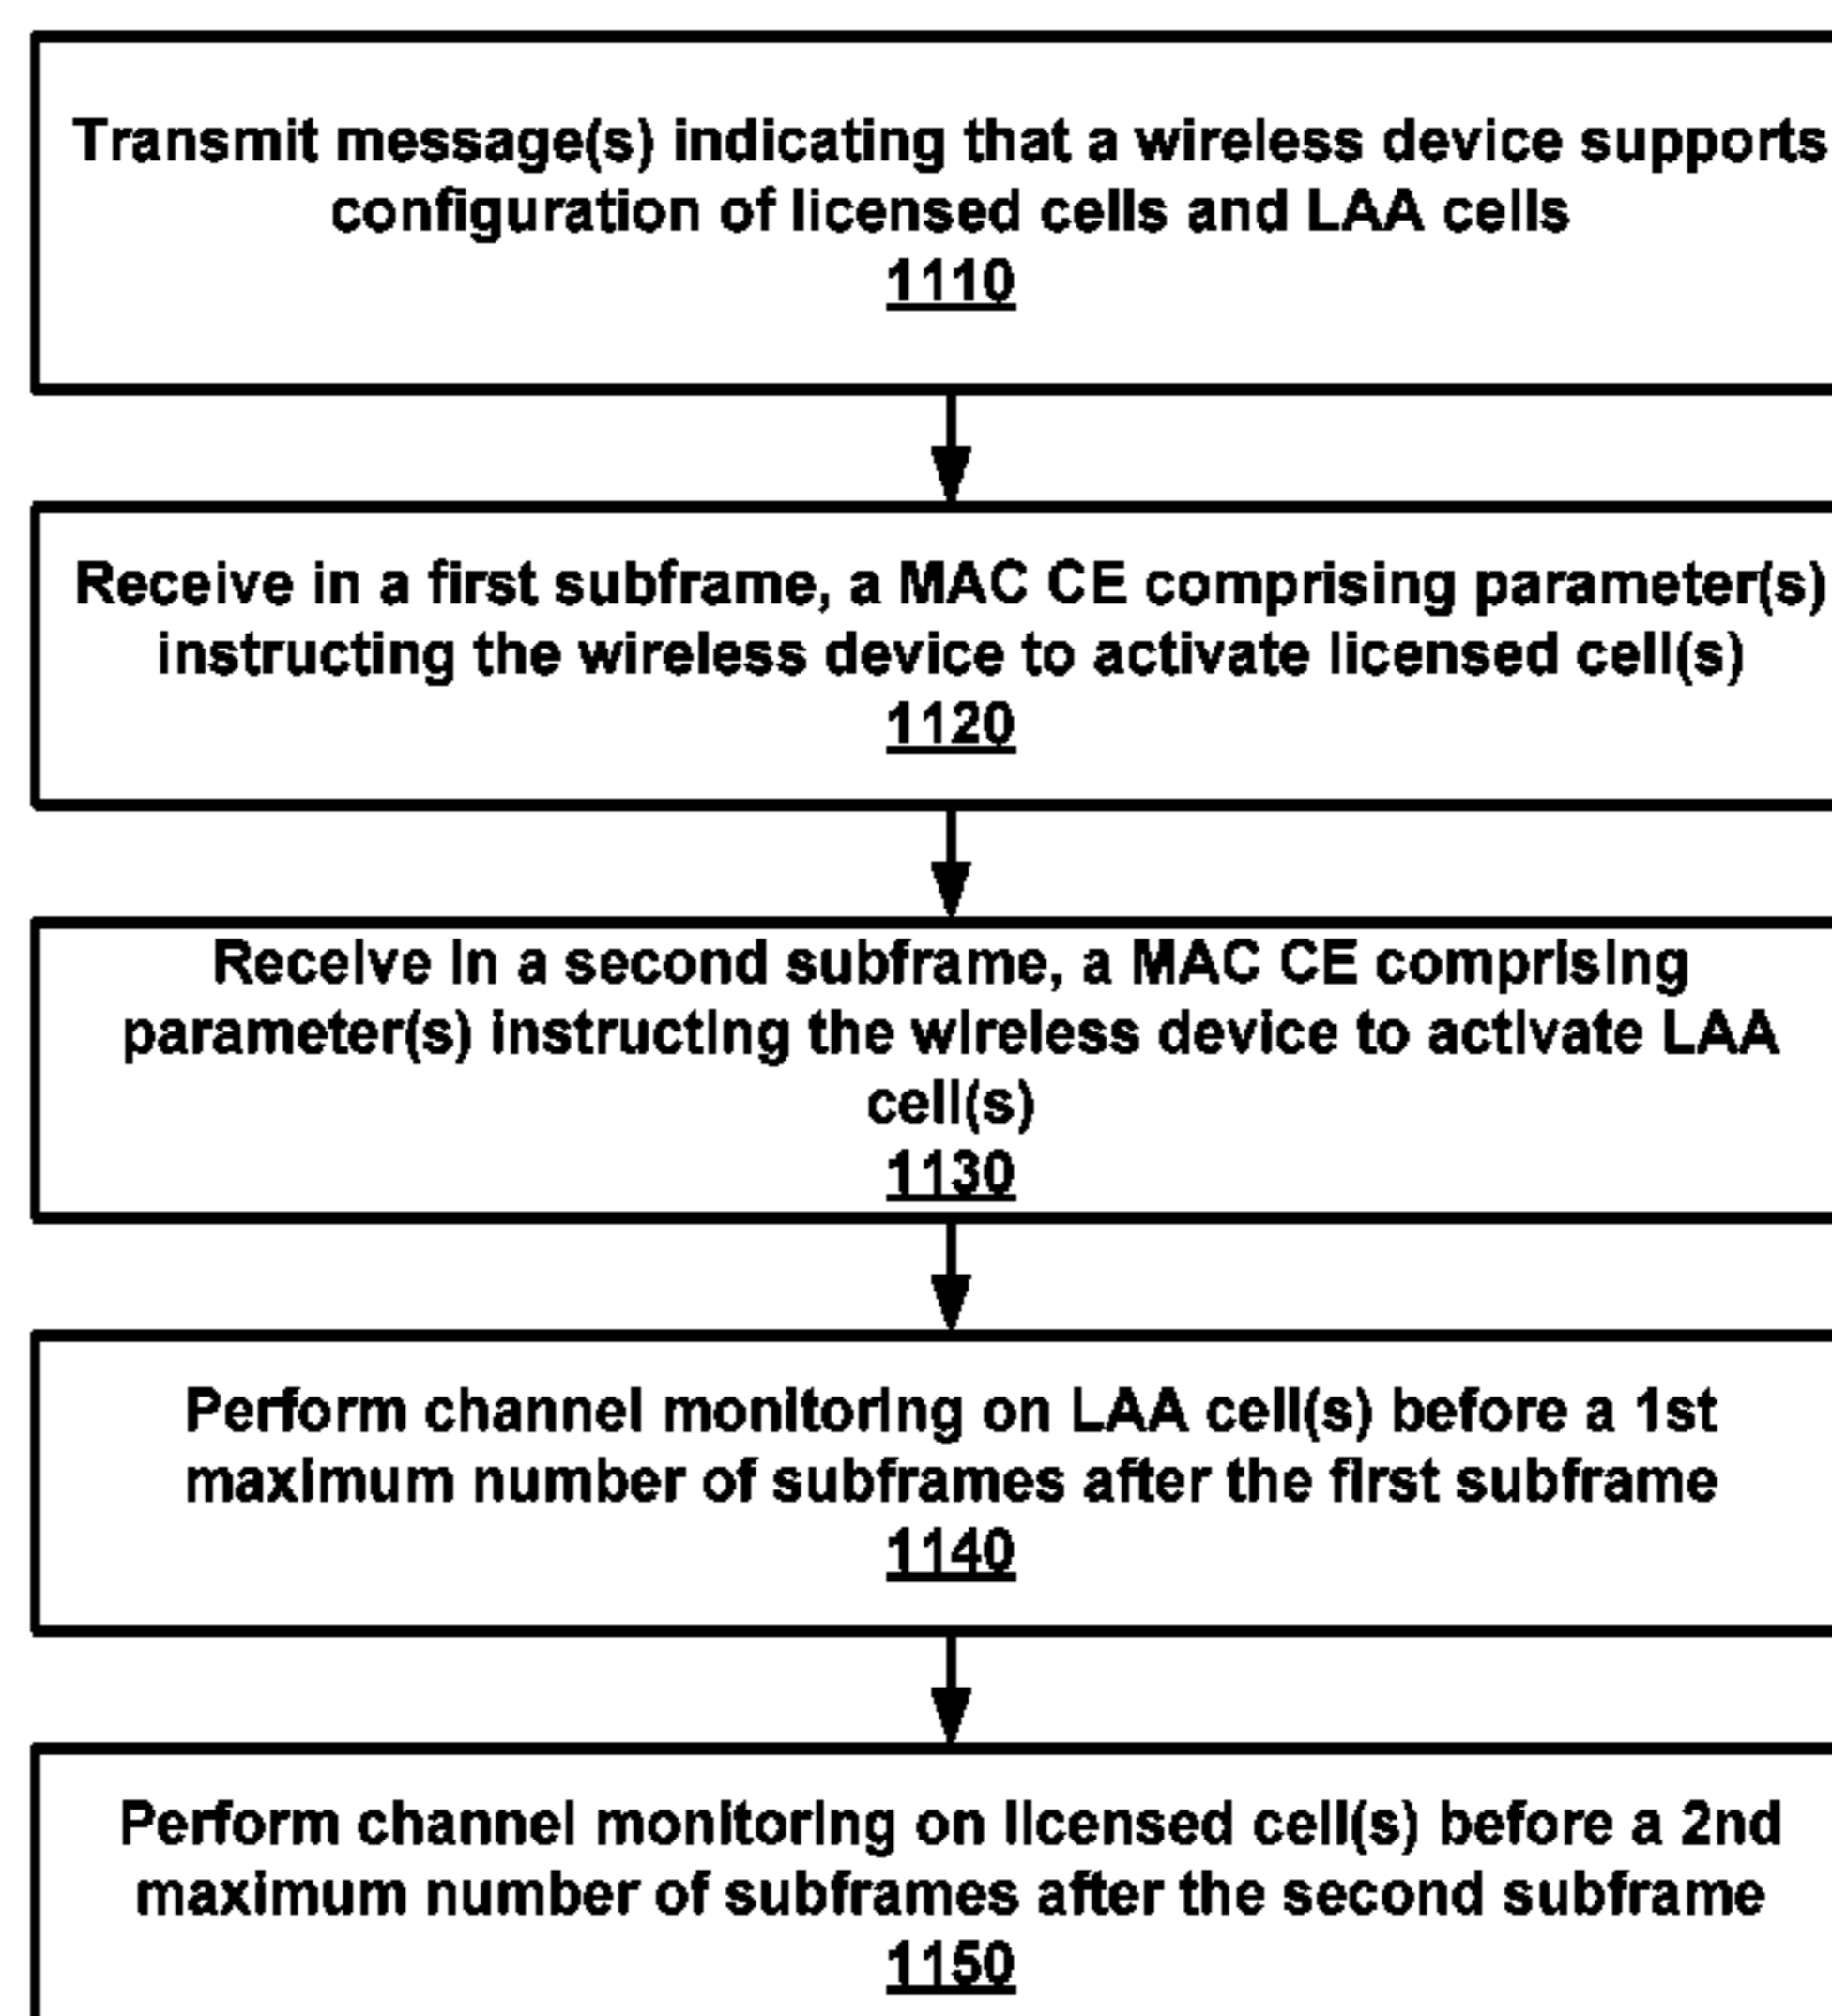 Transmit message(s) indicating that a wireless device supports
configuration of licensed cells and LAA cells
1110
Receive in a first subframe, a MAC CE comprising parameter(s)
instructing the wireless device to activate licensed cell(s)
1120
Receive in a second subframe, a MAC CE comprising
parameter(s) instructing the wireless device to activate LAA
cell(s)
1130
Perform channel monitoring on LAA cell(s) before a 1st
maximum number of subframes after the first subframe
1140
Perform channel monitoring on licensed cell(s) before a 2nd
maximum number of subframes after the second subframe
1150